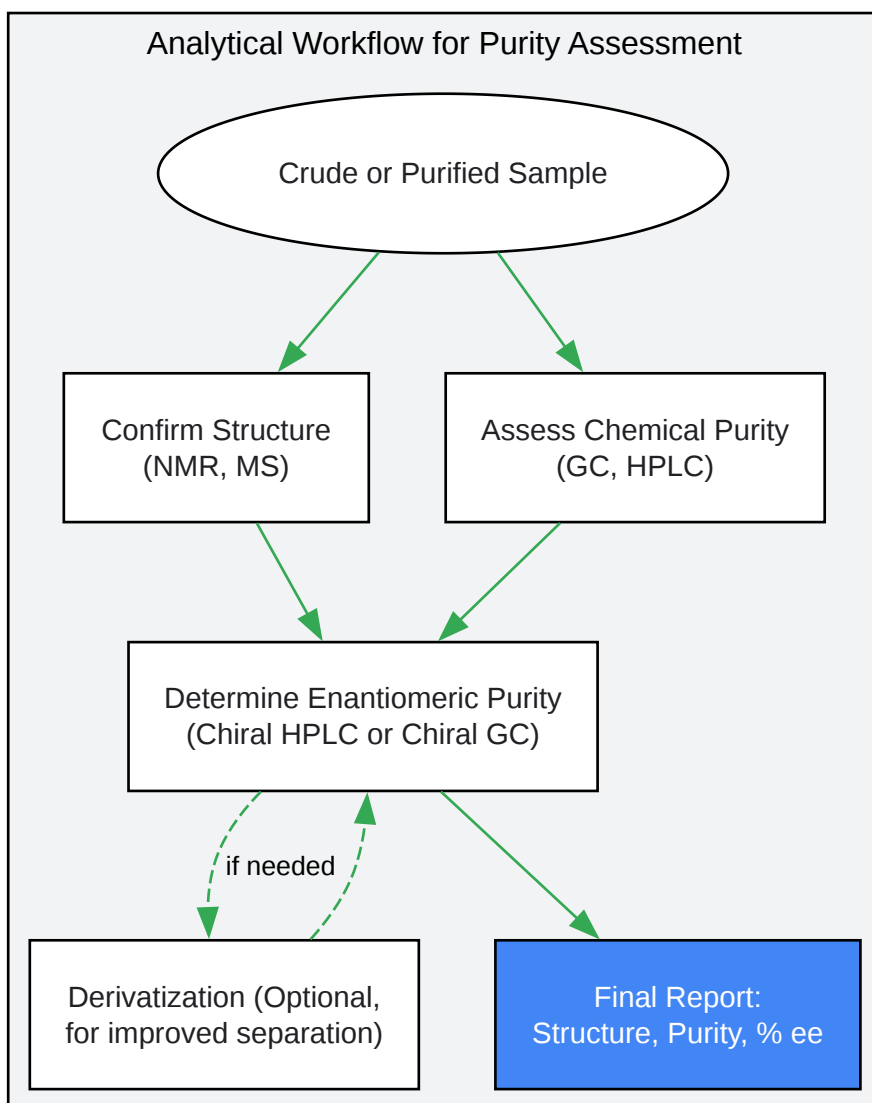 Analytical Workflow for Purity Assessment
Crude or Purified Sample
Confirm Structure
(NMR, MS)
Assess Chemical Purity
(GC, HPLC)
Determine Enantiomeric Purity
(Chiral HPLC or Chiral GC)
if needed
Derivatization (Optional,
for improved separation)
Final Report:
Structure, Purity, % ee